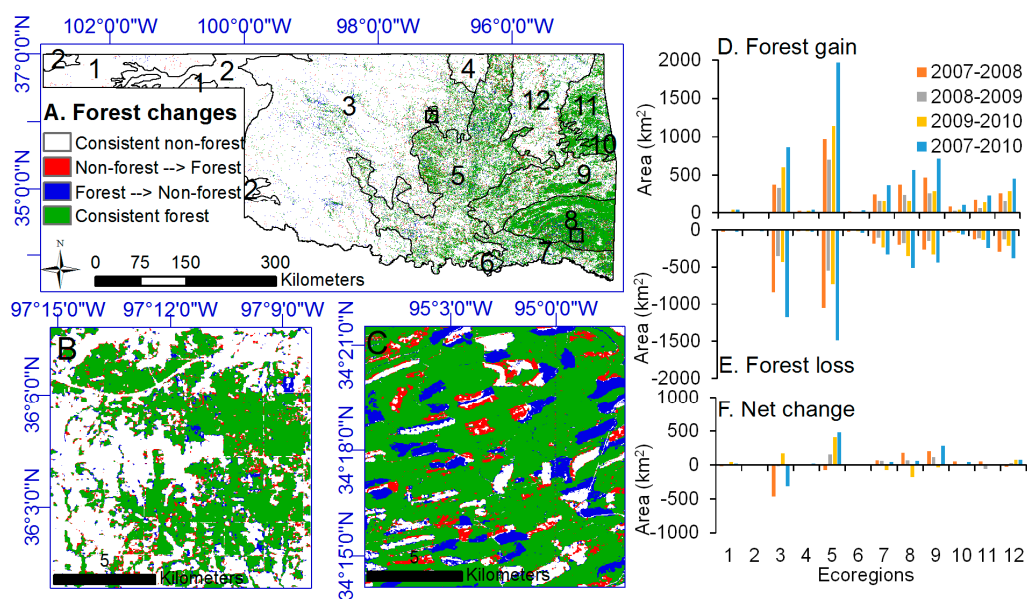 102°0'0"W 100°0'0"W 98°0'0"W 96°0'0"W
37°0'0"N
35°0'0"N
2 1 2 1 3 4 12 11 10
5 9 2 8 7 6
A. Forest changes
Consistent non-forest
Non-forest --> Forest
Forest --> Non-forest
Consistent forest
N
0 75 150 300
Kilometers
97°15'0"W 97°12'0"W 97°9'0"W
B
36°6'0"N
36°3'0"N
5
Kilometers
95°3'0"W 95°0'0"W
C
34°21'0"N
34°18'0"N
34°15'0"N
5
Kilometers
D. Forest gain
2000
1500
1000
500
0
Area (km²)
2007-2008
2008-2009
2009-2010
2007-2010
0
-500
-1000
-1500
-2000
Area (km²)
E. Forest loss
F. Net change
1000
500
0
-500
-1000
Area (km²)
1 2 3 4 5 6 7 8 9 10 11 12
Ecoregions